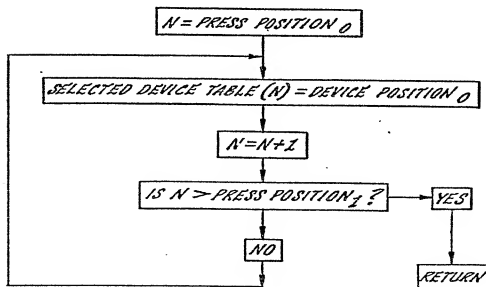 N = PRESS POSITION₀
SELECTED DEVICE TABLE (N) = DEVICE POSITION₀
N = N+1
IS N > PRESS POSITION₁ ?
YES
NO
RETURN